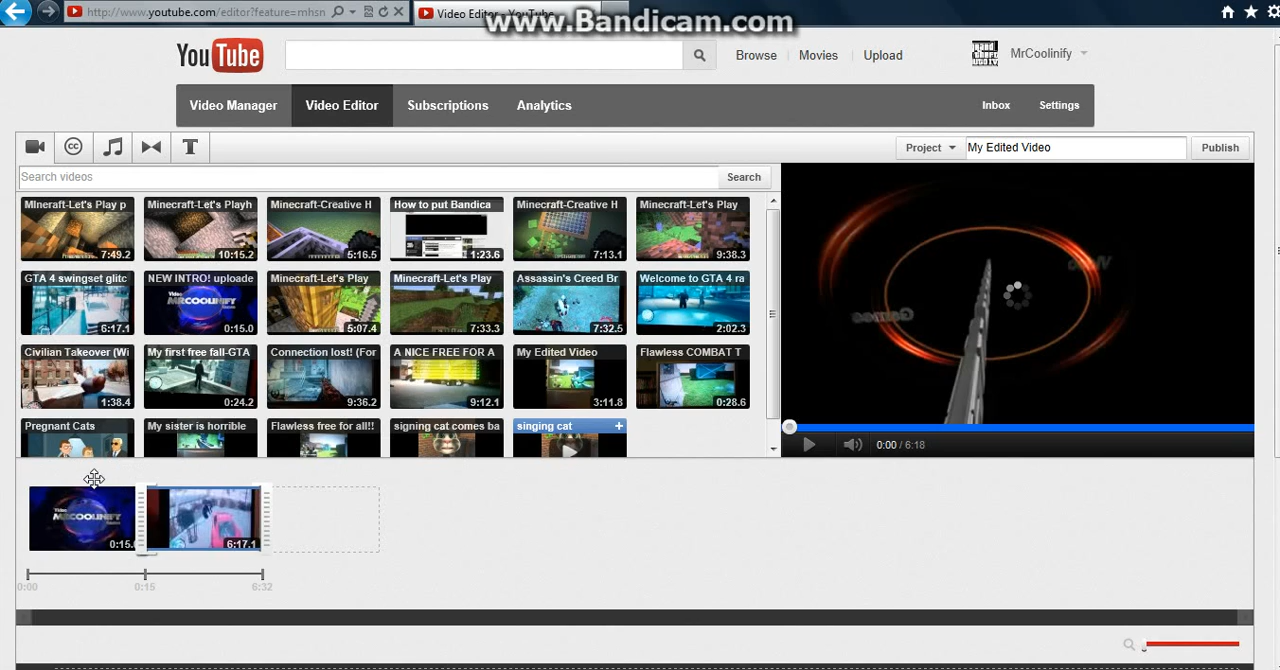 http://www.youtube.com/editor?feature=mhsn
Video Editor - YouTube
www.Bandicam.com
YouTube
Browse
Movies
Upload
MrCoolinify
Video Manager
Video Editor
Subscriptions
Analytics
Inbox
Settings
CC
T
Project
My Edited Video
Publish
Search videos
Search
MIneraft-Let's Play p
7:49.2
Minecraft-Let's Playh
10:15.2
Minecraft-Creative H
5:16.5
How to put Bandica
1:23.6
Minecraft-Creative H
7:13.1
Minecraft-Let's Play
9:38.3
GTA 4 swingset glitc
6:17.1
NEW INTRO! uploade
MRCOOLINIFY
0:15.0
Minecraft-Let's Play
5:07.4
Minecraft-Let's Play
7:33.3
Assassin's Creed Br
7:32.5
Welcome to GTA 4 ra
2:02.3
Civilian Takeover (Wi
1:38.4
My first free fall-GTA
0:24.2
Connection lost! (For
9:36.2
A NICE FREE FOR A
9:12.1
My Edited Video
3:11.8
Flawless COMBAT T
0:28.6
Pregnant Cats
My sister is horrible
Flawless free for all!!
signing cat comes ba
singing cat
+
Video
Games
0:00 / 6:18
Video
MRCOOLINIFY
0:15.
6:17.1
0:00
0:15
6:32